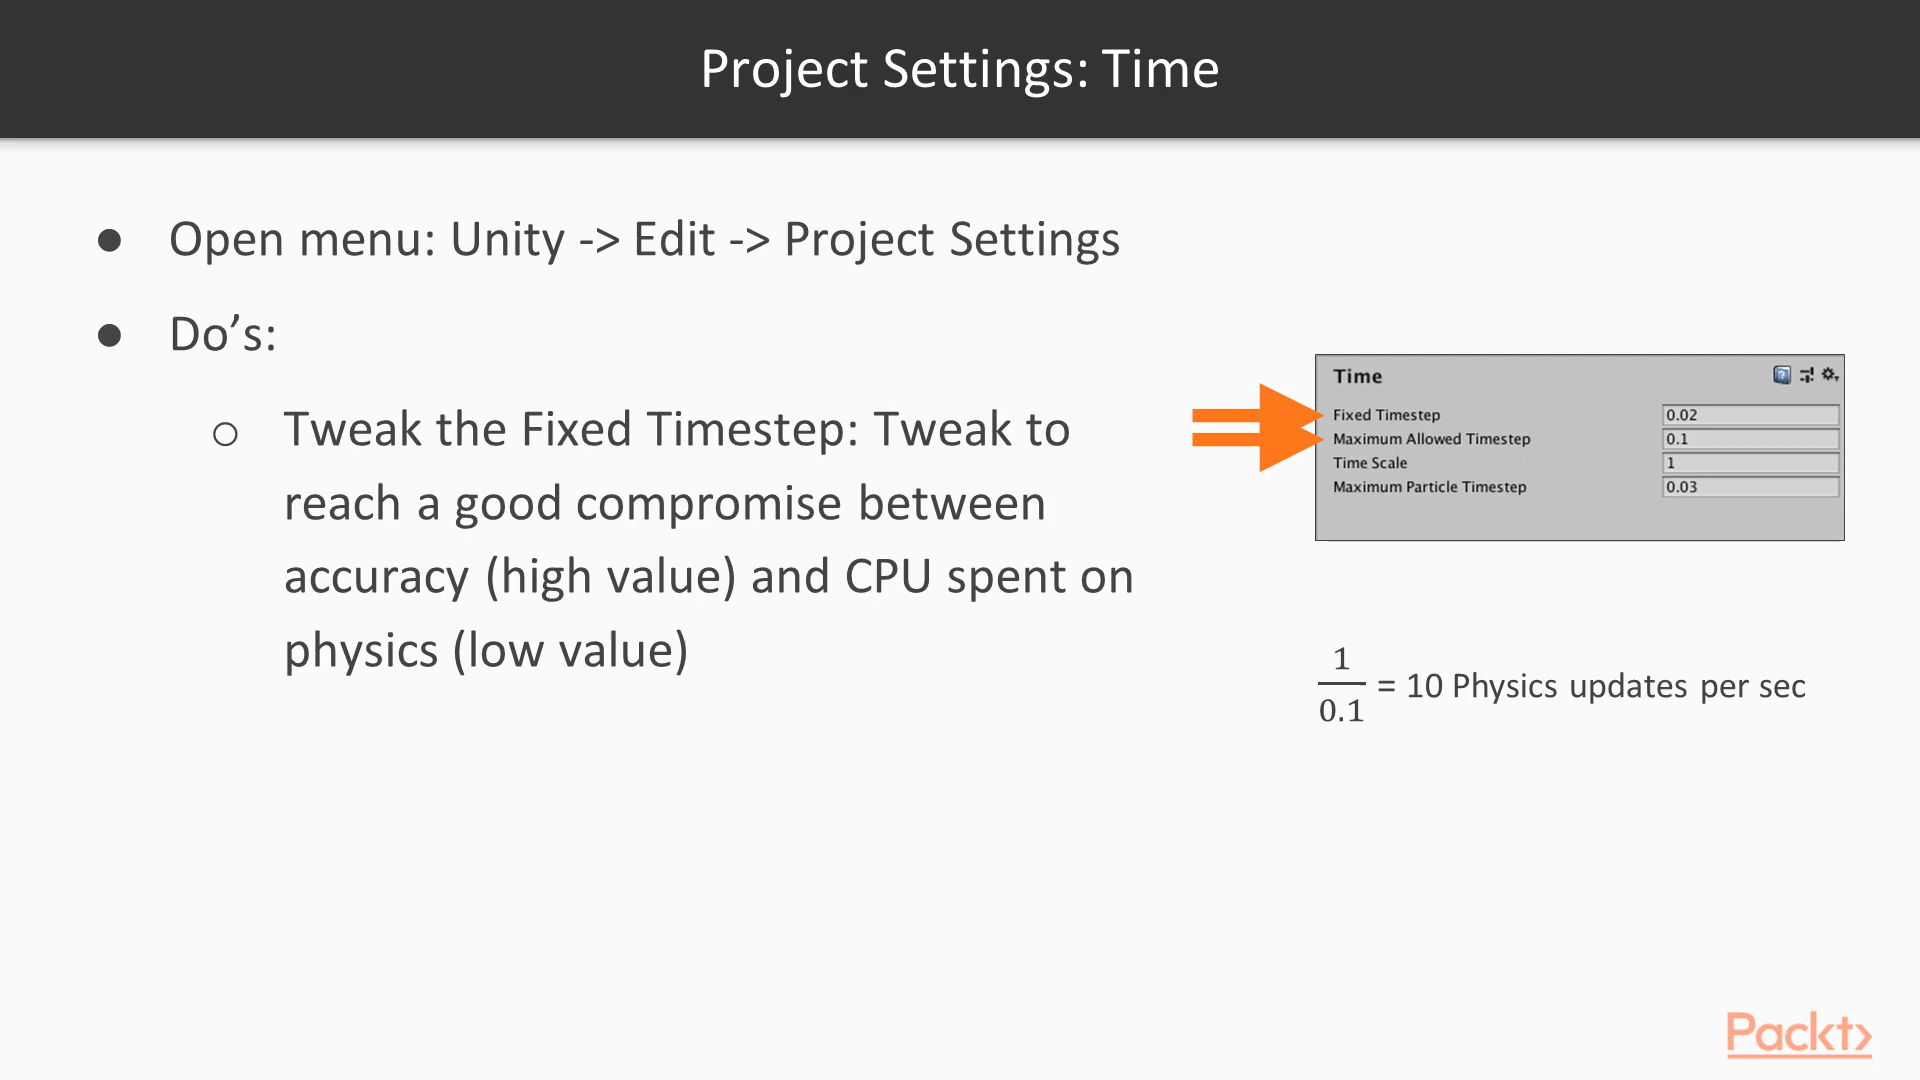 Project Settings: Time
● Open menu: Unity -> Edit -> Project Settings
● Do’s:
○ Tweak the Fixed Timestep: Tweak to
reach a good compromise between
accuracy (high value) and CPU spent on
physics (low value)
Time
Fixed Timestep 0.02
Maximum Allowed Timestep 0.1
Time Scale 1
Maximum Particle Timestep 0.03
1
0.1
= 10 Physics updates per sec
Packt>